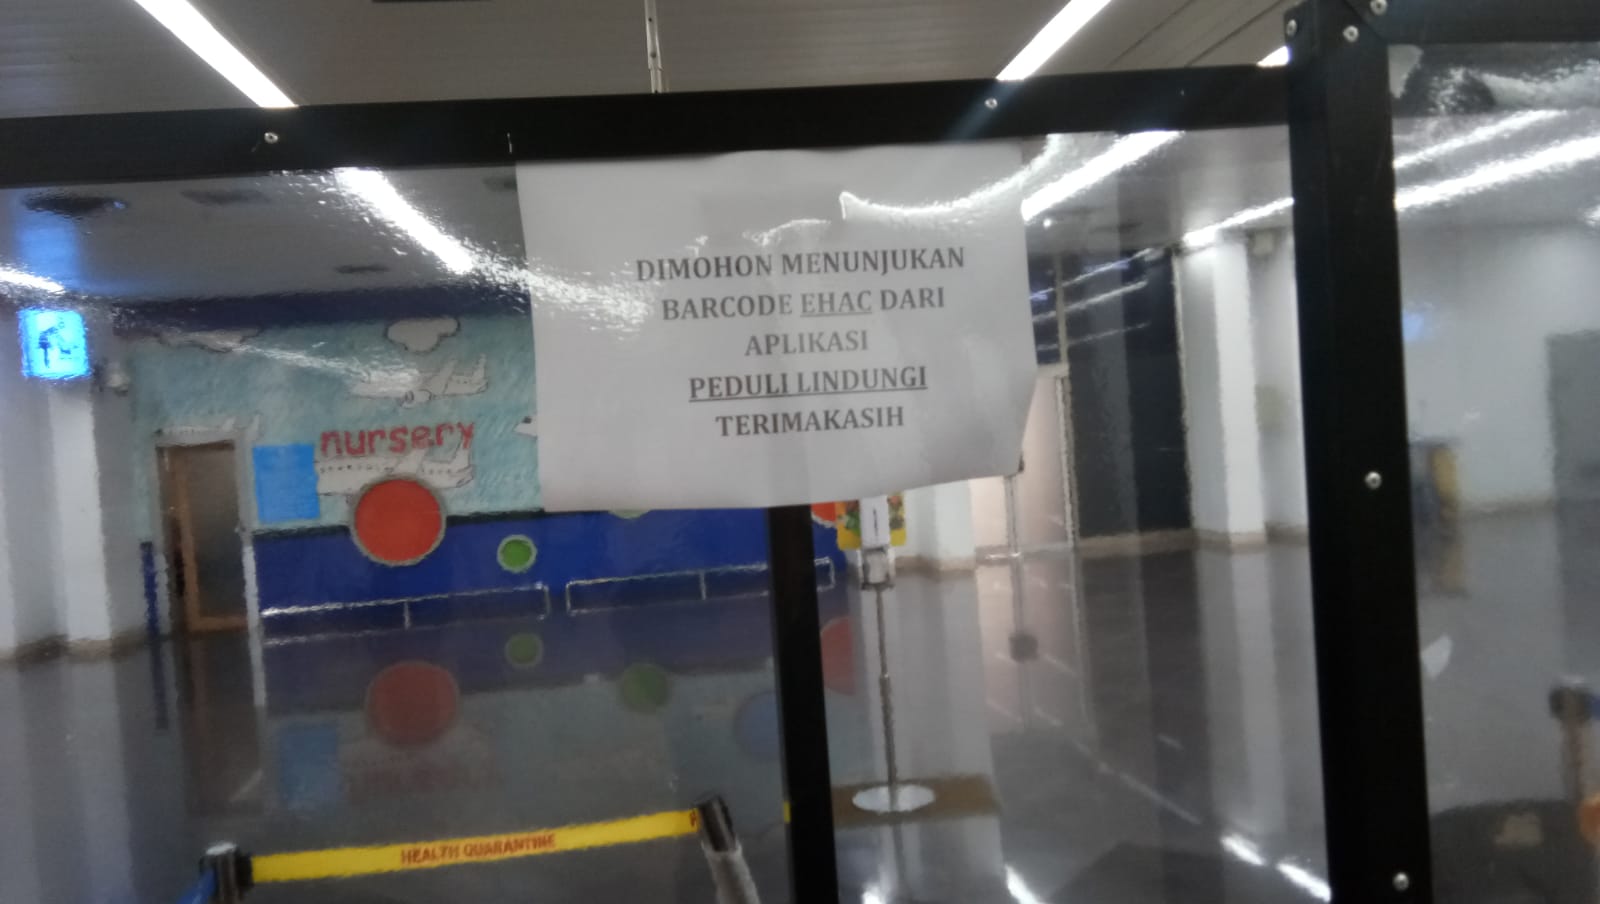 DIMOHON MENUNJUKAN
BARCODE EHAC DARI
APLIKASI
PEDULI LINDUNGI
TERIMAKASIH
nursery
HEALTH QUARANTINE